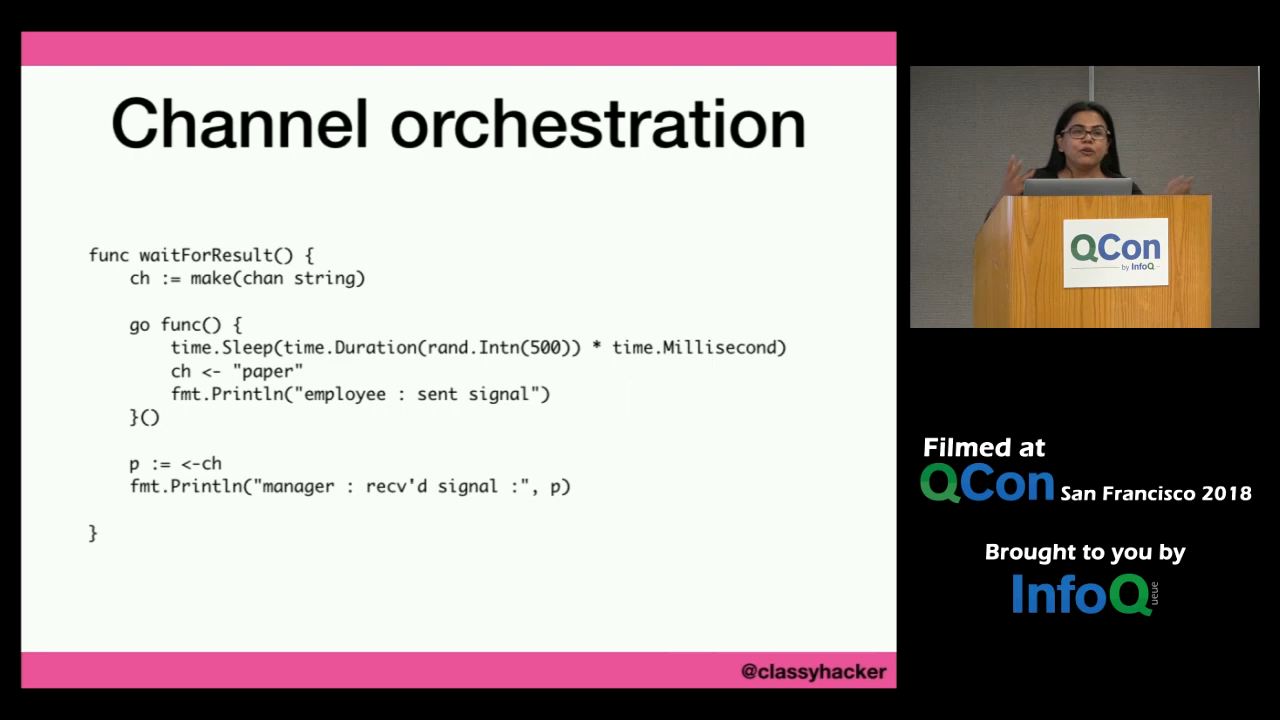 Channel orchestration
func waitForResult() {
    ch := make(chan string)
    go func() {
        time.Sleep(time.Duration(rand.Intn(500)) * time.Millisecond)
        ch <- "paper"
        fmt.Println("employee : sent signal")
    }()
    p := <-ch
    fmt.Println("manager : recv'd signal :", p)
}
@classyhacker
QCon
by InfoQ
Filmed at
QCon San Francisco 2018
Brought to you by
InfoQ
ueue